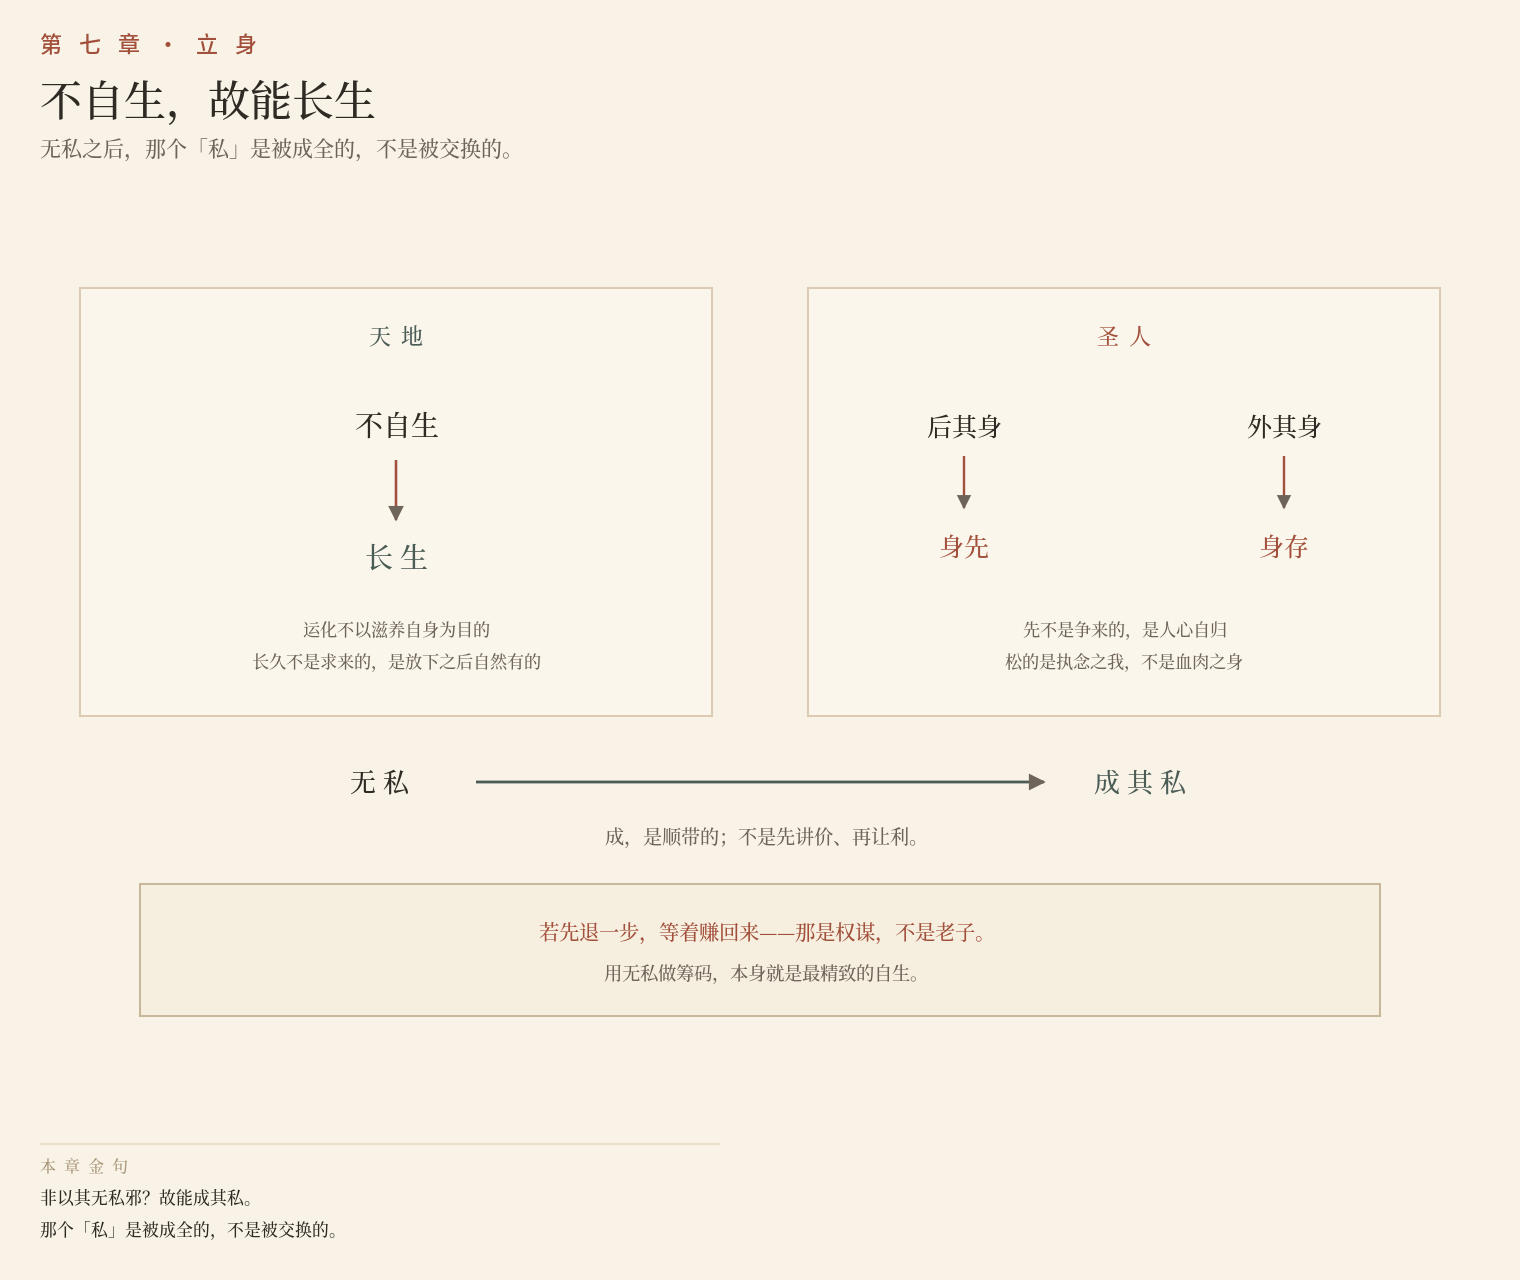 第七章·立身
不自生，故能长生
无私之后，那个「私」是被成全的，不是被交换的。
天地
不自生
长生
运化不以滋养自身为目的
长久不是求来的，是放下之后自然有的
圣人
后其身
外其身
身先
身存
先不是争来的，是人心自归
松的是执念之我，不是血肉之身
无私
成其私
成，是顺带的；不是先讲价、再让利。
若先退一步，等着赚回来——那是权谋，不是老子。
用无私做筹码，本身就是最精致的自生。
本章金句
非以其无私邪？故能成其私。
那个「私」是被成全的，不是被交换的。